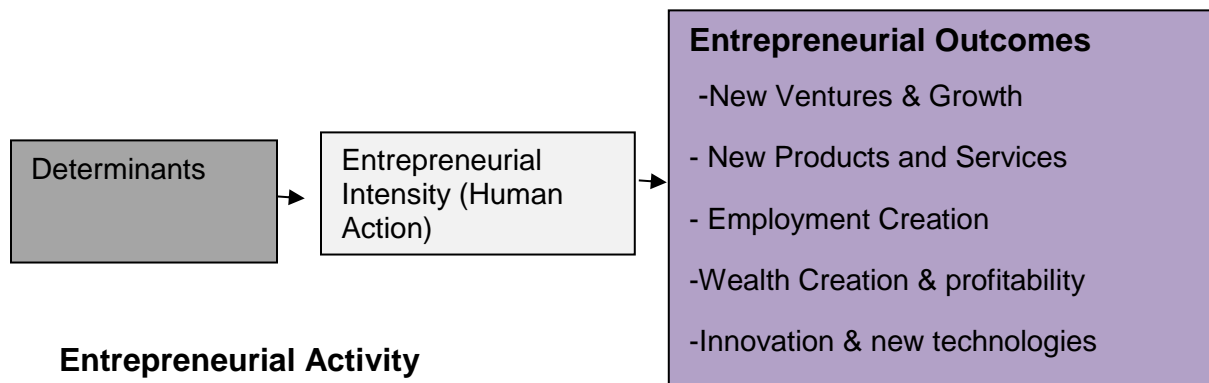 Determinants
Entrepreneurial
Intensity (Human
Action)
Entrepreneurial Outcomes
-New Ventures & Growth
- New Products and Services
- Employment Creation
-Wealth Creation & profitability
-Innovation & new technologies
Entrepreneurial Activity